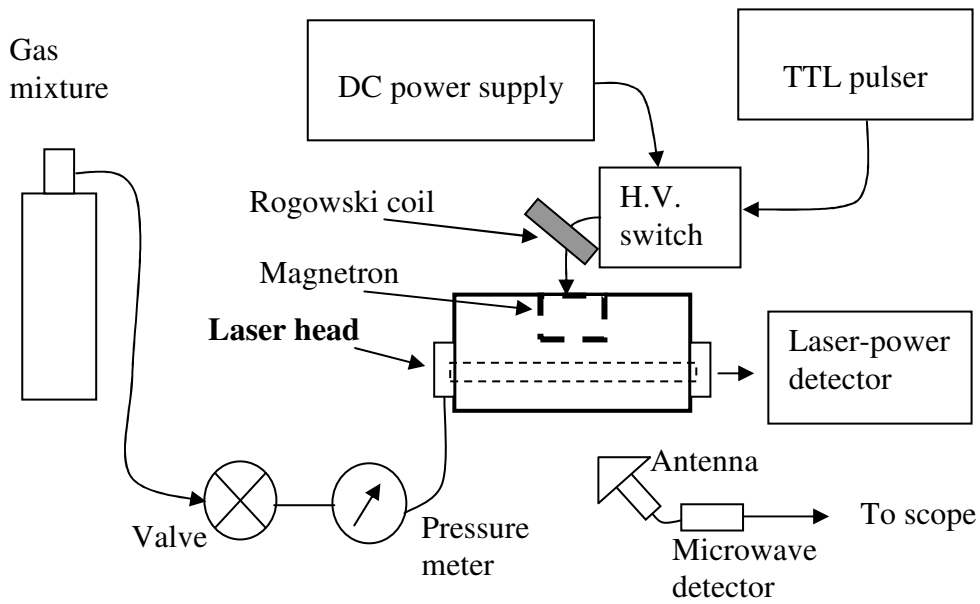 Gas
mixture
DC power supply
TTL pulser
Rogowski coil
H.V.
switch
Magnetron
Laser head
Laser-power
detector
Antenna
Valve
Pressure
meter
Microwave
detector
To scope